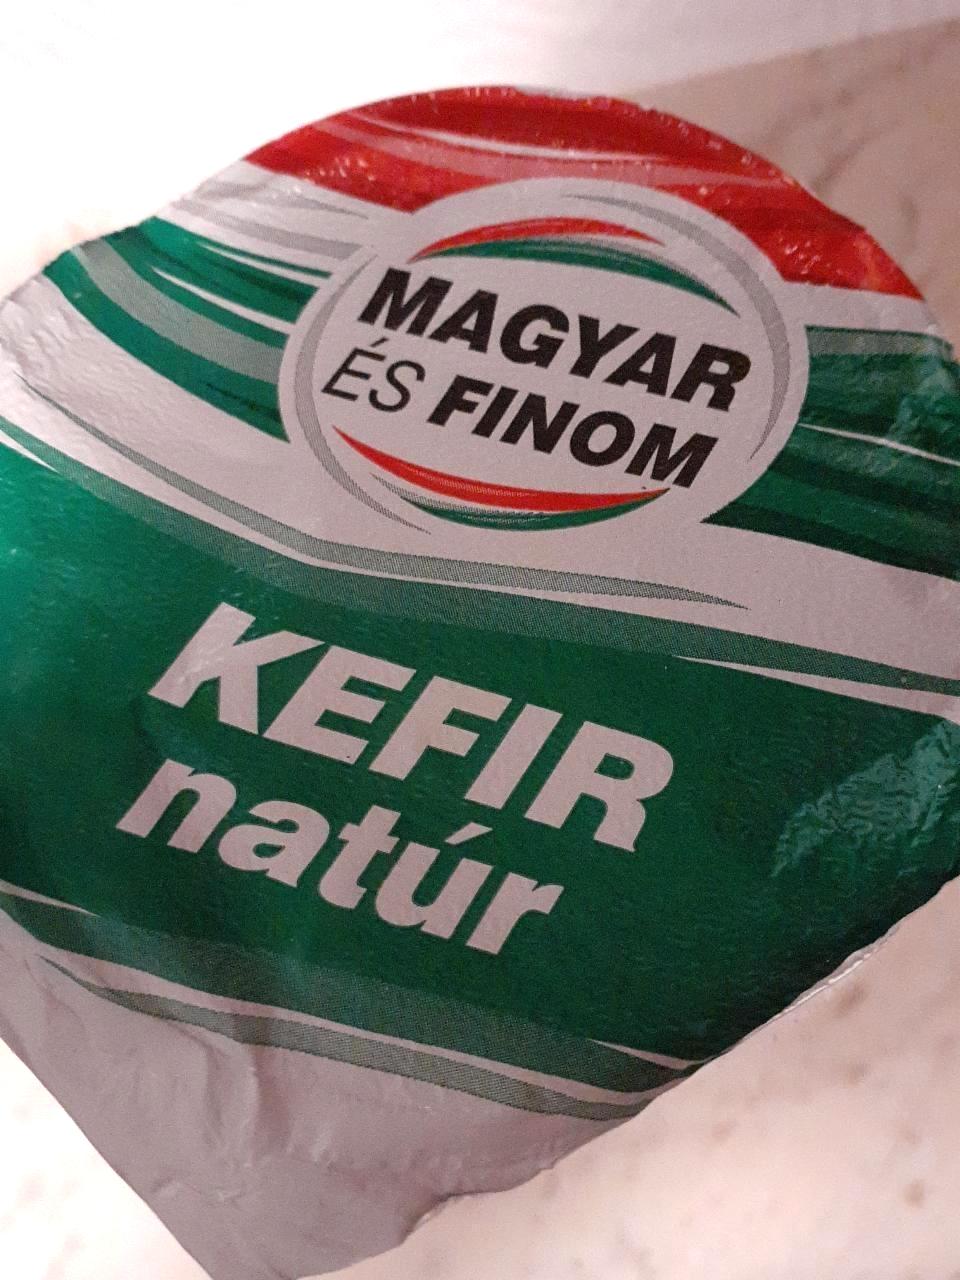 MAGYAR
ÉS FINOM
KEFIR
natúr